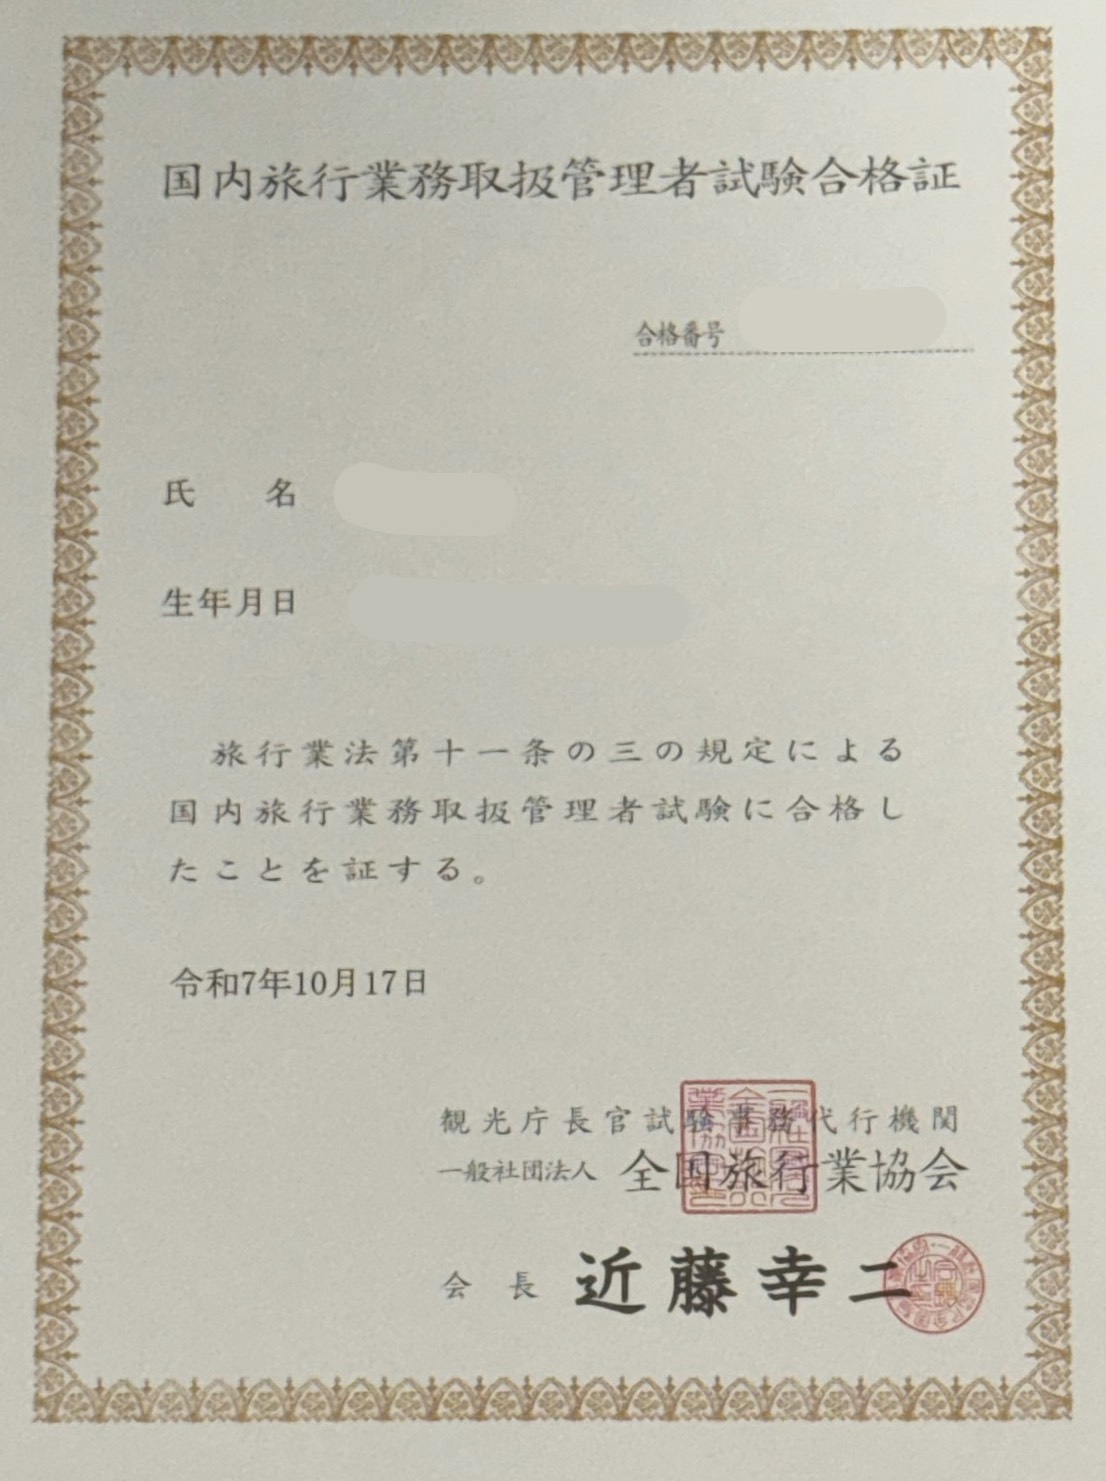 国内旅行業務取扱管理者試験合格証
合格番号
氏 名
生年月日
旅行業法第十一条の三の規定による
国内旅行業務取扱管理者試験に合格し
たことを証する。
令和7年10月17日
観光庁長官試験事務代行機関
一般社団法人 全国旅行業協会
会 長 近藤幸二